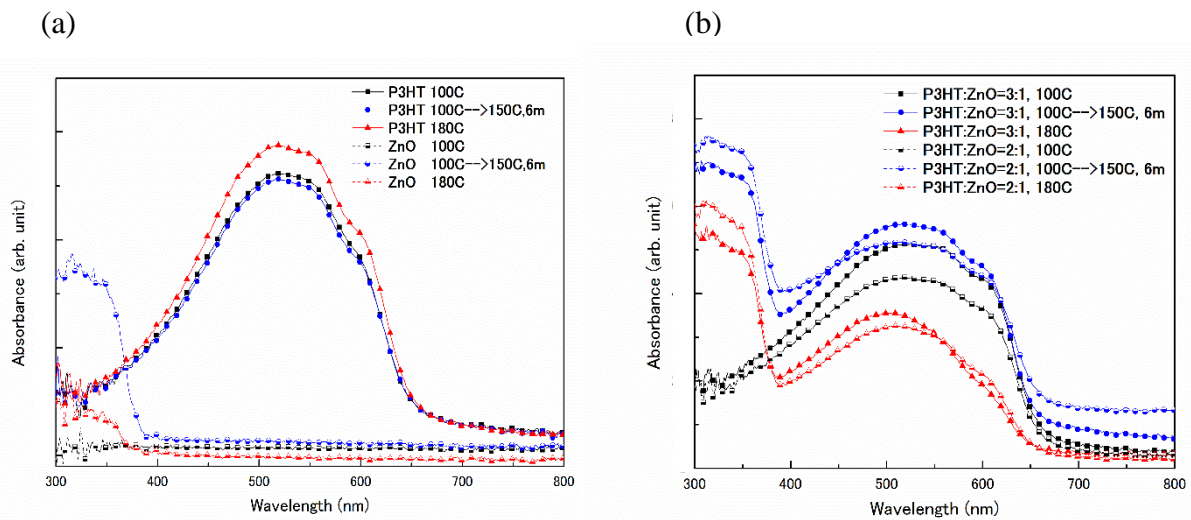 (a)
(b)
P3HT 100C
P3HT 100C-->150C,6m
P3HT 180C
ZnO 100C
ZnO 100C-->150C,6m
ZnO 180C
Absorbance (arb. unit)
300 400 500 600 700 800
Wavelength (nm)
P3HT:ZnO=3:1, 100C
P3HT:ZnO=3:1, 100C-->150C, 6m
P3HT:ZnO=3:1, 180C
P3HT:ZnO=2:1, 100C
P3HT:ZnO=2:1, 100C-->150C, 6m
P3HT:ZnO=2:1, 180C
Absorbance (arb. unit)
300 400 500 600 700 800
Wavelength (nm)